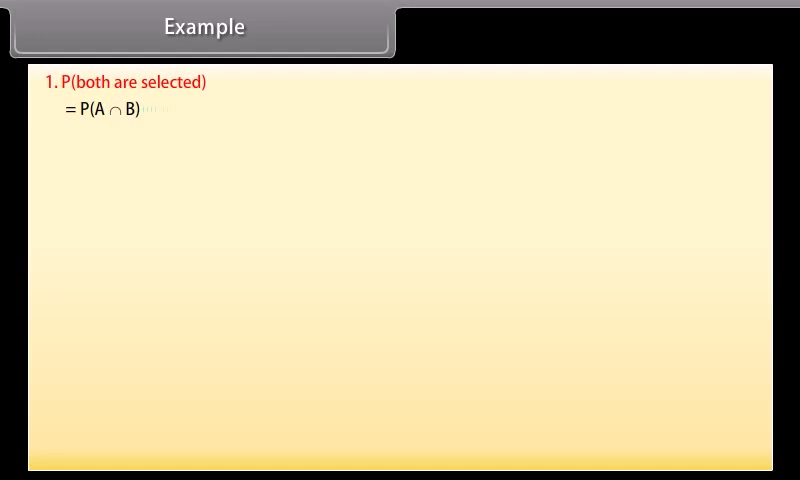 Example
1. P(both are selected)
= P(A ∩ B)